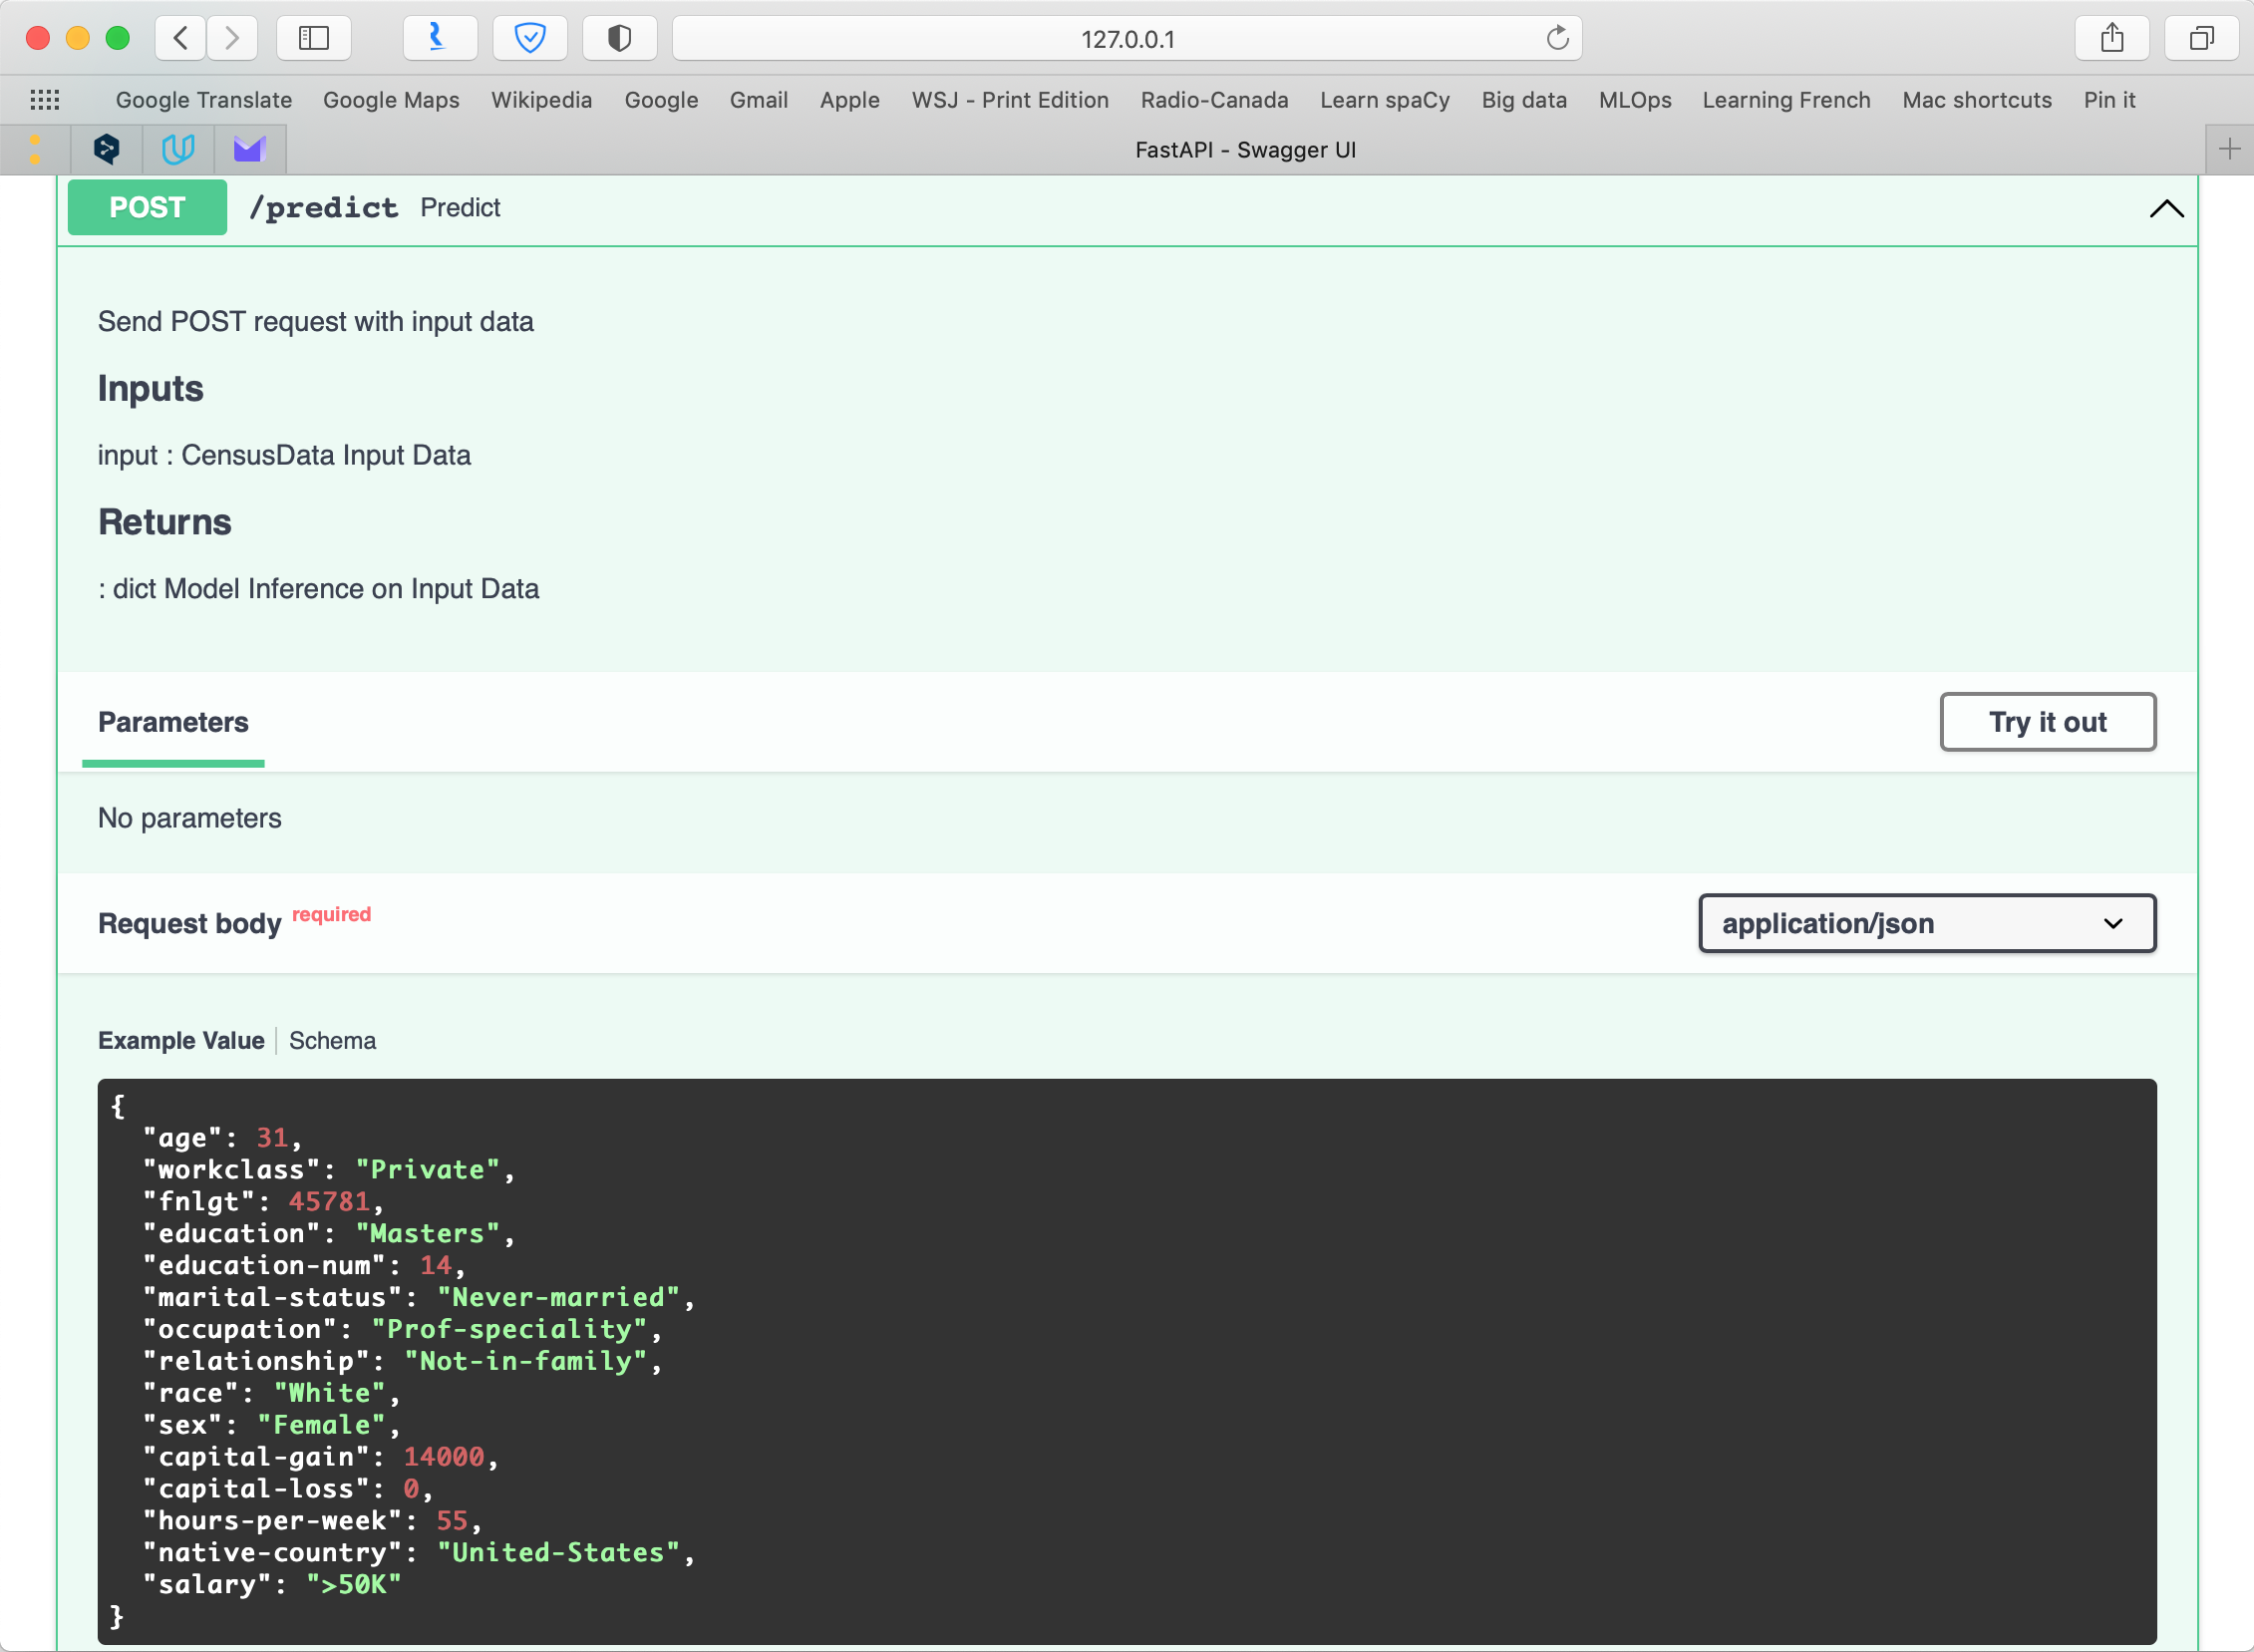 127.0.0.1
Google Translate Google Maps Wikipedia Google Gmail Apple WSJ - Print Edition Radio-Canada Learn spaCy Big data MLOps Learning French Mac shortcuts Pin it
FastAPI - Swagger UI
POST /predict Predict
Send POST request with input data
Inputs
input : CensusData Input Data
Returns
: dict Model Inference on Input Data
Parameters Try it out
No parameters
Request body required application/json
Example Value Schema
{
"age": 31,
"workclass": "Private",
"fnlgt": 45781,
"education": "Masters",
"education-num": 14,
"marital-status": "Never-married",
"occupation": "Prof-speciality",
"relationship": "Not-in-family",
"race": "White",
"sex": "Female",
"capital-gain": 14000,
"capital-loss": 0,
"hours-per-week": 55,
"native-country": "United-States",
"salary": ">50K"
}